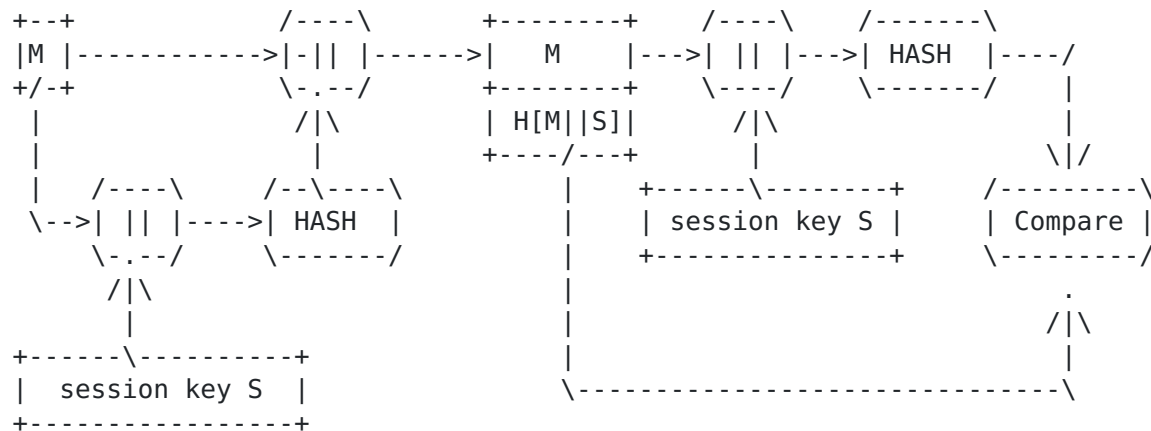 M || M || HASH
H[M||S]
|| HASH session key S Compare
session key S